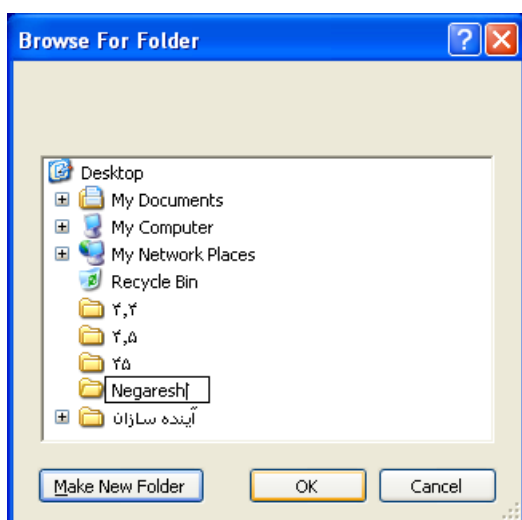 Browse For Folder
Desktop
My Documents
My Computer
My Network Places
Recycle Bin
۴,۴
۴,۵
۴۵
Negaresh
آینده سازان
Make New Folder
OK
Cancel